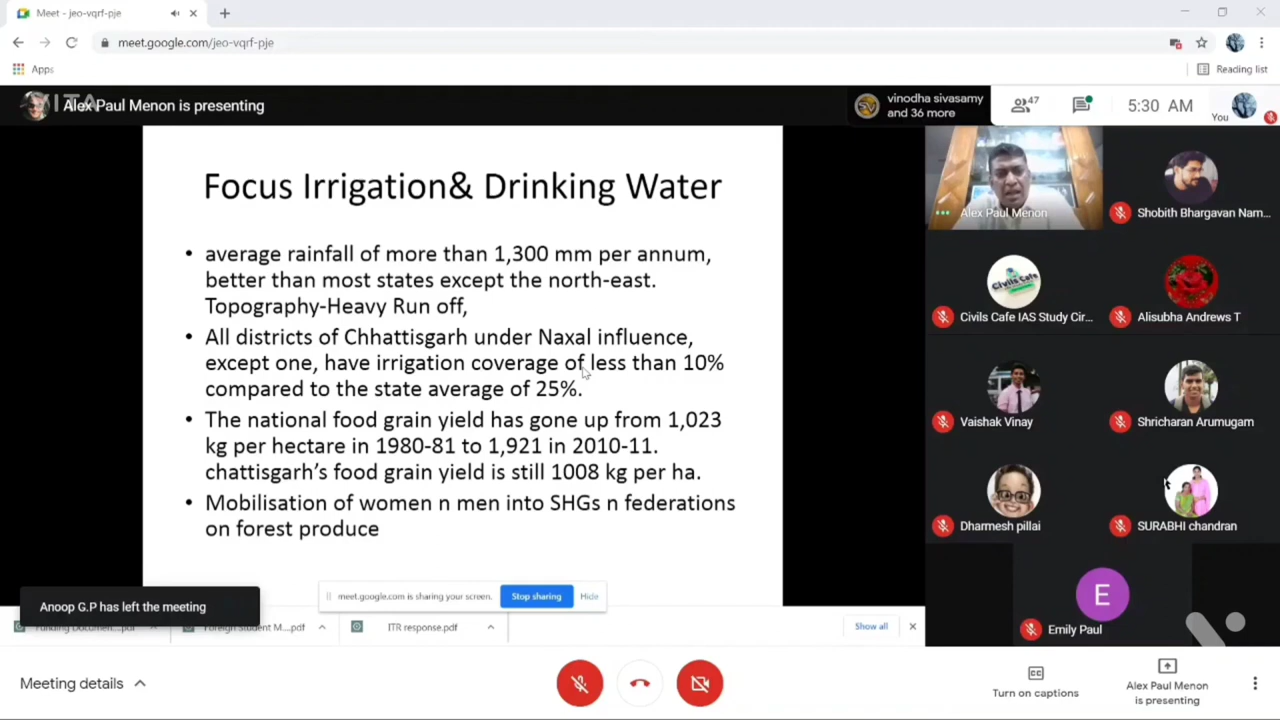 Meet - jeo-vqrf-pje
meet.google.com/jeo-vqrf-pje
Apps
Reading list
Alex Paul Menon is presenting
vinodha sivasamy
and 36 more
47
5:30 AM
You
Focus Irrigation& Drinking Water
• average rainfall of more than 1,300 mm per annum,
better than most states except the north-east.
Topography-Heavy Run off,
• All districts of Chhattisgarh under Naxal influence,
except one, have irrigation coverage of less than 10%
compared to the state average of 25%.
• The national food grain yield has gone up from 1,023
kg per hectare in 1980-81 to 1,921 in 2010-11.
chattisgarh's food grain yield is still 1008 kg per ha.
• Mobilisation of women n men into SHGs n federations
on forest produce
Alex Paul Menon
Shobith Bhargavan Nam...
Civils Cafe IAS Study Cir...
Alisubha Andrews T
Vaishak Vinay
Shricharan Arumugam
Dharmesh pillai
SURABHI chandran
E
Emily Paul
meet.google.com is sharing your screen.
Stop sharing
Hide
Anoop G.P has left the meeting
Foreign Student M....pdf
ITR response.pdf
Show all
Meeting details
Turn on captions
Alex Paul Menon
is presenting